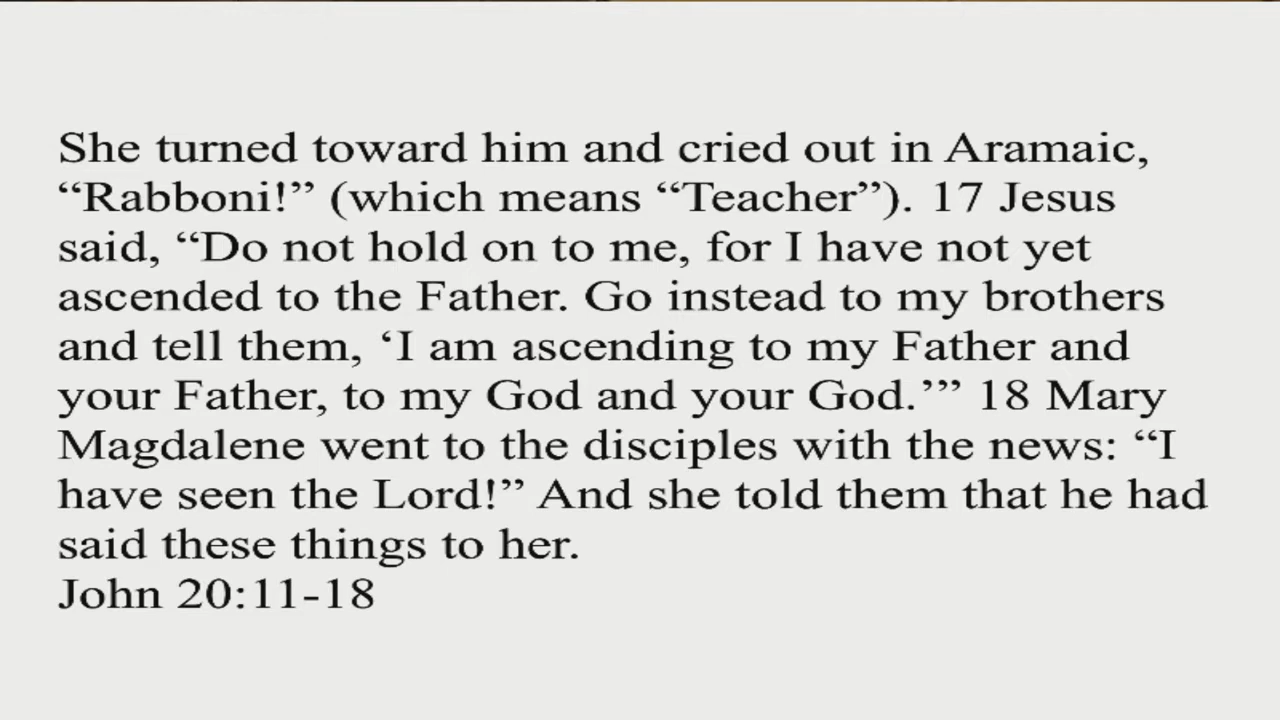 She turned toward him and cried out in Aramaic,
“Rabboni!” (which means “Teacher”). 17 Jesus
said, “Do not hold on to me, for I have not yet
ascended to the Father. Go instead to my brothers
and tell them, ‘I am ascending to my Father and
your Father, to my God and your God.’” 18 Mary
Magdalene went to the disciples with the news: “I
have seen the Lord!” And she told them that he had
said these things to her.
John 20:11-18